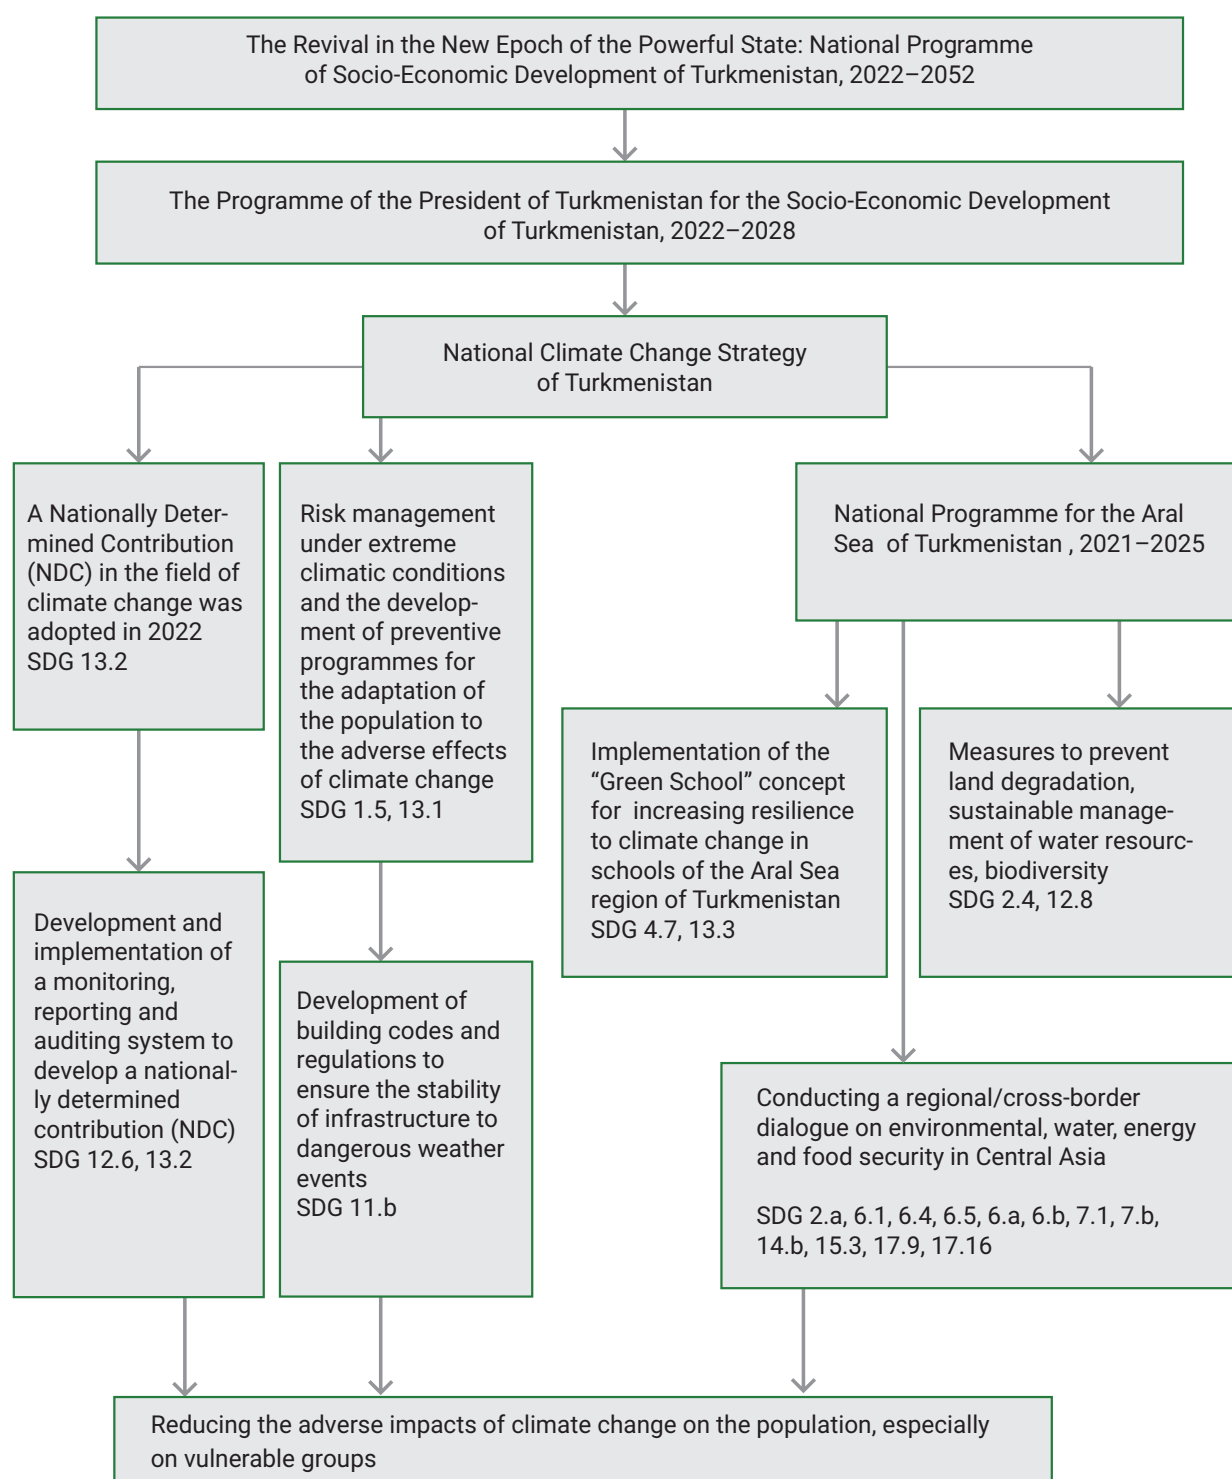 The Revival in the New Epoch of the Powerful State: National Programme
of Socio-Economic Development of Turkmenistan, 2022–2052
The Programme of the President of Turkmenistan for the Socio-Economic Development
of Turkmenistan, 2022–2028
National Climate Change Strategy
of Turkmenistan
A Nationally Deter-
mined Contribution
(NDC) in the field of
climate change was
adopted in 2022
SDG 13.2
Risk management
under extreme
climatic conditions
and the develop-
ment of preventive
programmes for
the adaptation of
the population to
the adverse effects
of climate change
SDG 1.5, 13.1
National Programme for the Aral
Sea  of Turkmenistan , 2021–2025
Implementation of the
“Green School” concept
for  increasing resilience
to climate change in
schools of the Aral Sea
region of Turkmenistan
SDG 4.7, 13.3
Measures to prevent
land degradation,
sustainable manage-
ment of water resourc-
es, biodiversity
SDG 2.4, 12.8
Development and
implementation of
a monitoring,
reporting and
auditing system to
develop a national-
ly determined
contribution (NDC)
SDG 12.6, 13.2
Development of
building codes and
regulations to
ensure the stability
of infrastructure to
dangerous weather
events
SDG 11.b
Conducting a regional/cross-border
dialogue on environmental, water, energy
and food security in Central Asia
SDG 2.a, 6.1, 6.4, 6.5, 6.a, 6.b, 7.1, 7.b,
14.b, 15.3, 17.9, 17.16
Reducing the adverse impacts of climate change on the population, especially
on vulnerable groups